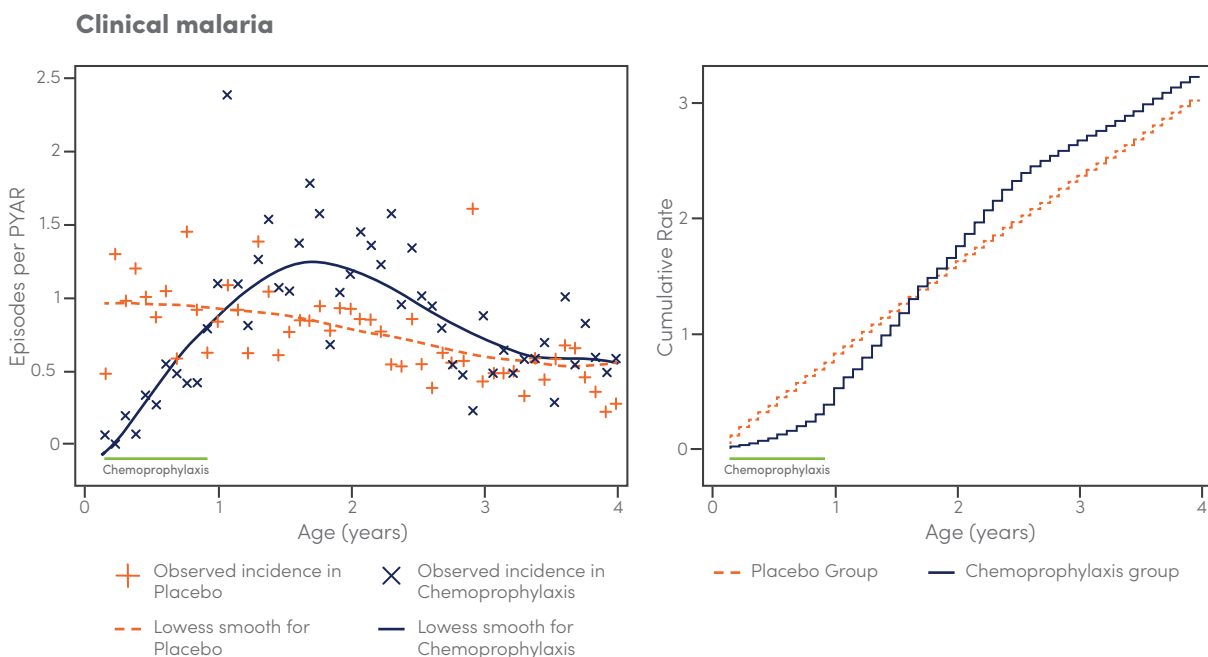 Clinical malaria
Episodes per PYAR
2.5
2
1.5
1
0.5
0
Chemoprophylaxis
0 1 2 3 4
Age (years)
Observed incidence in
Placebo
Observed incidence in
Chemoprophylaxis
Lowess smooth for
Placebo
Lowess smooth for
Chemoprophylaxis
Cumulative Rate
3
2
1
0
Chemoprophylaxis
0 1 2 3 4
Age (years)
Placebo Group
Chemoprophylaxis group